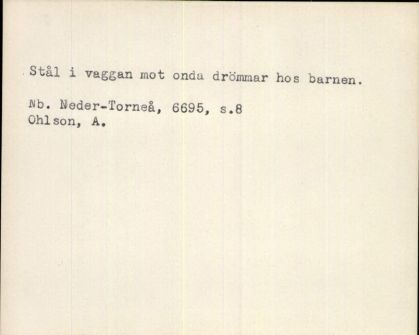 Stål i vaggan mot onda drömmar hos barnen.
Nb. Neder-Torneå, 6695, s.8
Ohlson, A.